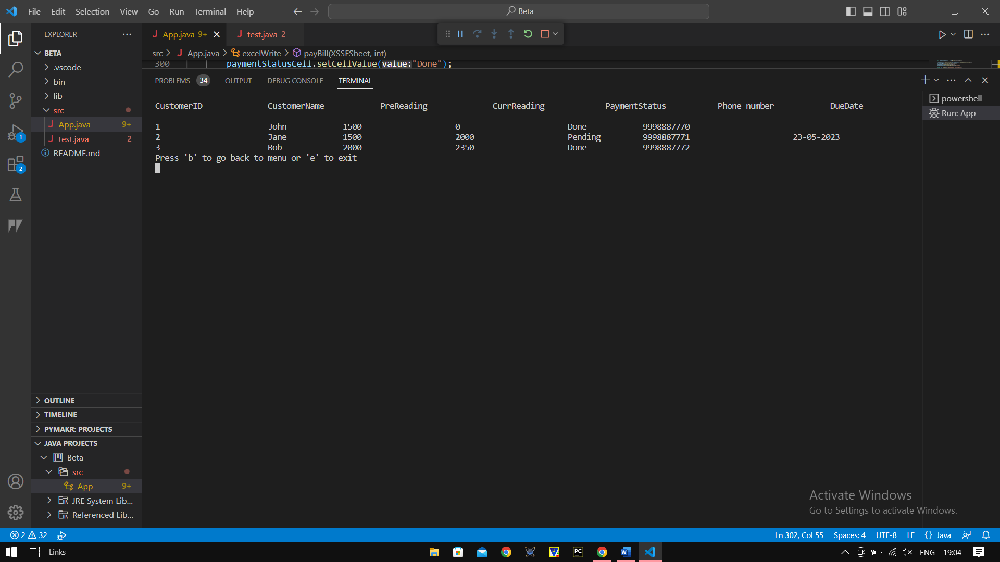 File Edit Selection View Go Run Terminal Help Beta
EXPLORER
App.java 9+ test.java 2
BETA
src App.java excelWrite payBill(XSSFSheet, int)
.vscode
300 paymentStatusCell.setCellValue(value:"Done");
bin
PROBLEMS 34 OUTPUT DEBUG CONSOLE TERMINAL
lib
powershell
src
CustomerID CustomerName PreReading CurrReading PaymentStatus Phone number DueDate
Run: App
App.java 9+
1 John 1500 0 Done 9998887770
1
test.java 2
2 Jane 1500 2000 Pending 9998887771 23-05-2023
3 Bob 2000 2350 Done 9998887772
README.md
Press 'b' to go back to menu or 'e' to exit
2
OUTLINE
TIMELINE
PYMAKR: PROJECTS
JAVA PROJECTS
Beta
src
App 9+
JRE System Lib...
Referenced Lib...
Activate Windows
Go to Settings to activate Windows.
2 32 Ln 302, Col 55 Spaces: 4 UTF-8 LF {} Java
Links PC ENG 19:04